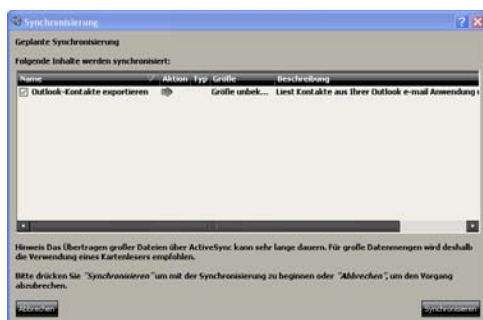 Synchronisierung
Geplante Synchronisierung
Folgende Inhalte werden synchronisiert:
Name Aktion Typ Größe Beschreibung
Outlook-Kontakte exportieren Größe unbek... Liest Kontakte aus Ihrer Outlook e-mail Anwendung
Hinweis Das Übertragen großer Dateien über ActiveSync kann sehr lange dauern. Für große Datenmengen wird deshalb
die Verwendung eines Kartenlesers empfohlen.
Bitte drücken Sie "Synchronisieren" um mit der Synchronisierung zu beginnen oder "Abbrechen", um den Vorgang
abzubrechen.
Abbrechen Synchronisieren